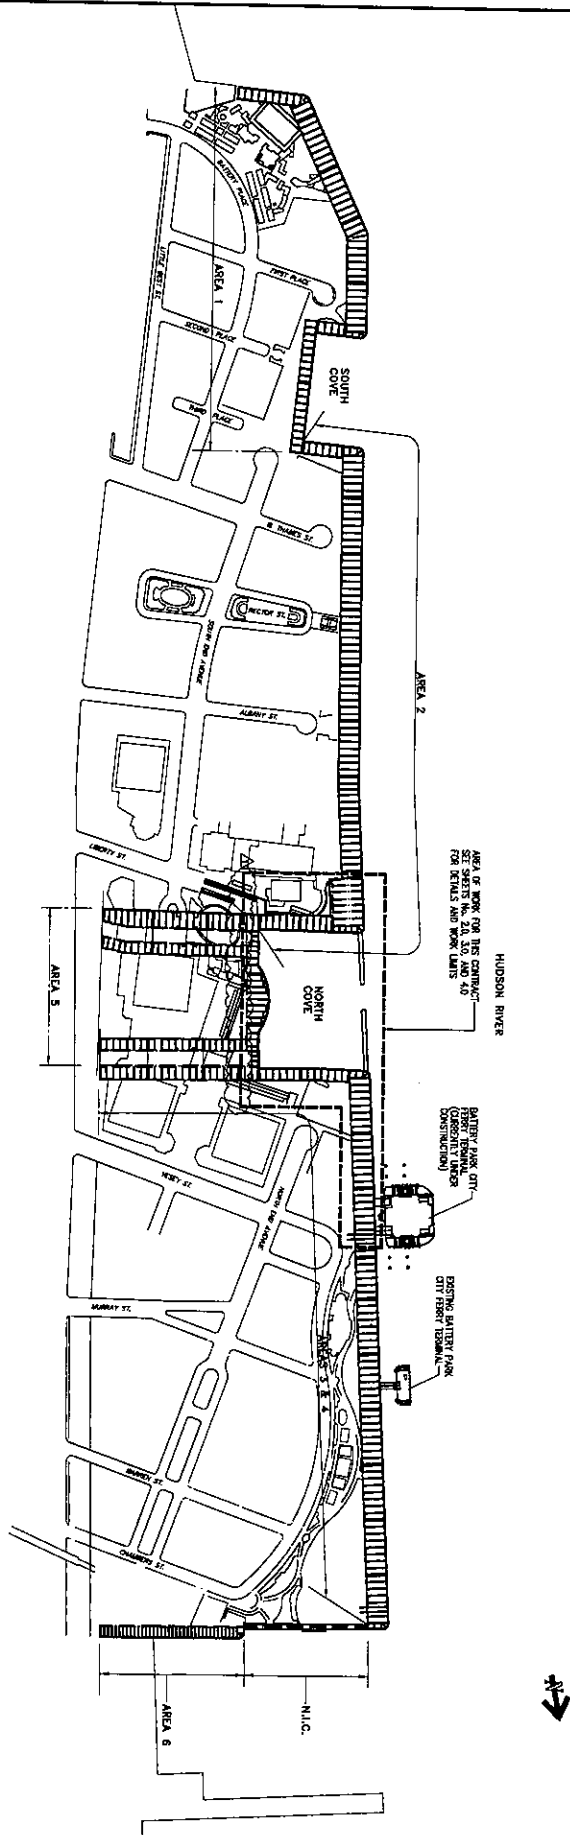 BATTERY PLACE
LITTLE WEST ST.
AREA 1
FIRST PLACE
SECOND PLACE
THIRD PLACE
SOUTH
COVE
W. THAMES ST.
RECTOR ST.
SOUTH END AVENUE
ALBANY ST.
AREA 2
LIBERTY ST.
AREA OF WORK FOR THIS CONTRACT
SEE SHEETS No. 2.0, 3.0, AND 4.0
FOR DETAILS AND WORK LIMITS
HUDSON RIVER
NORTH
COVE
AREA 5
BATTERY PARK CITY
FERRY TERMINAL
(CURRENTLY UNDER
CONSTRUCTION)
VESEY ST.
NORTH END AVENUE
EXISTING BATTERY PARK
CITY FERRY TERMINAL
MURRAY ST.
AREAS 3 & 4
WARREN ST.
CHAMBERS ST.
N.I.C.
AREA 6
N